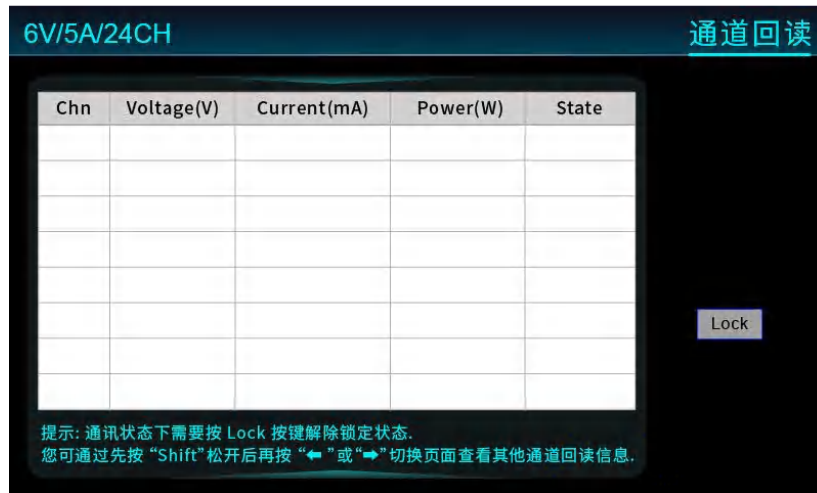 6V/5A/24CH
通道回读
Chn Voltage(V) Current(mA) Power(W) State
Lock
提示: 通讯状态下需要按 Lock 按键解除锁定状态.
您可通过先按 “Shift”松开后再按 “⬅ ”或“➡”切换页面查看其他通道回读信息.